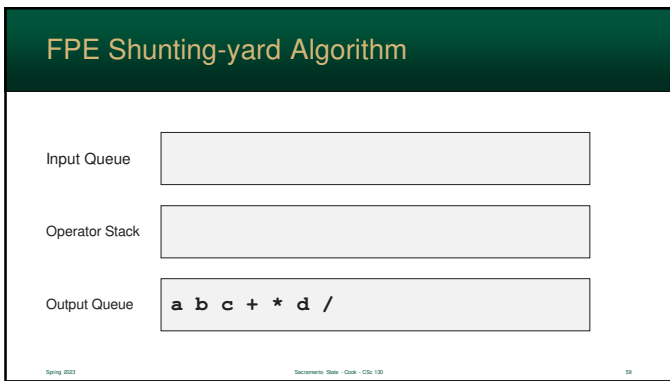 FPE Shunting-yard Algorithm
Input Queue
Operator Stack
Output Queue a b c + * d /
Spring 2023 Sacramento State - Cook - CSc 130 59